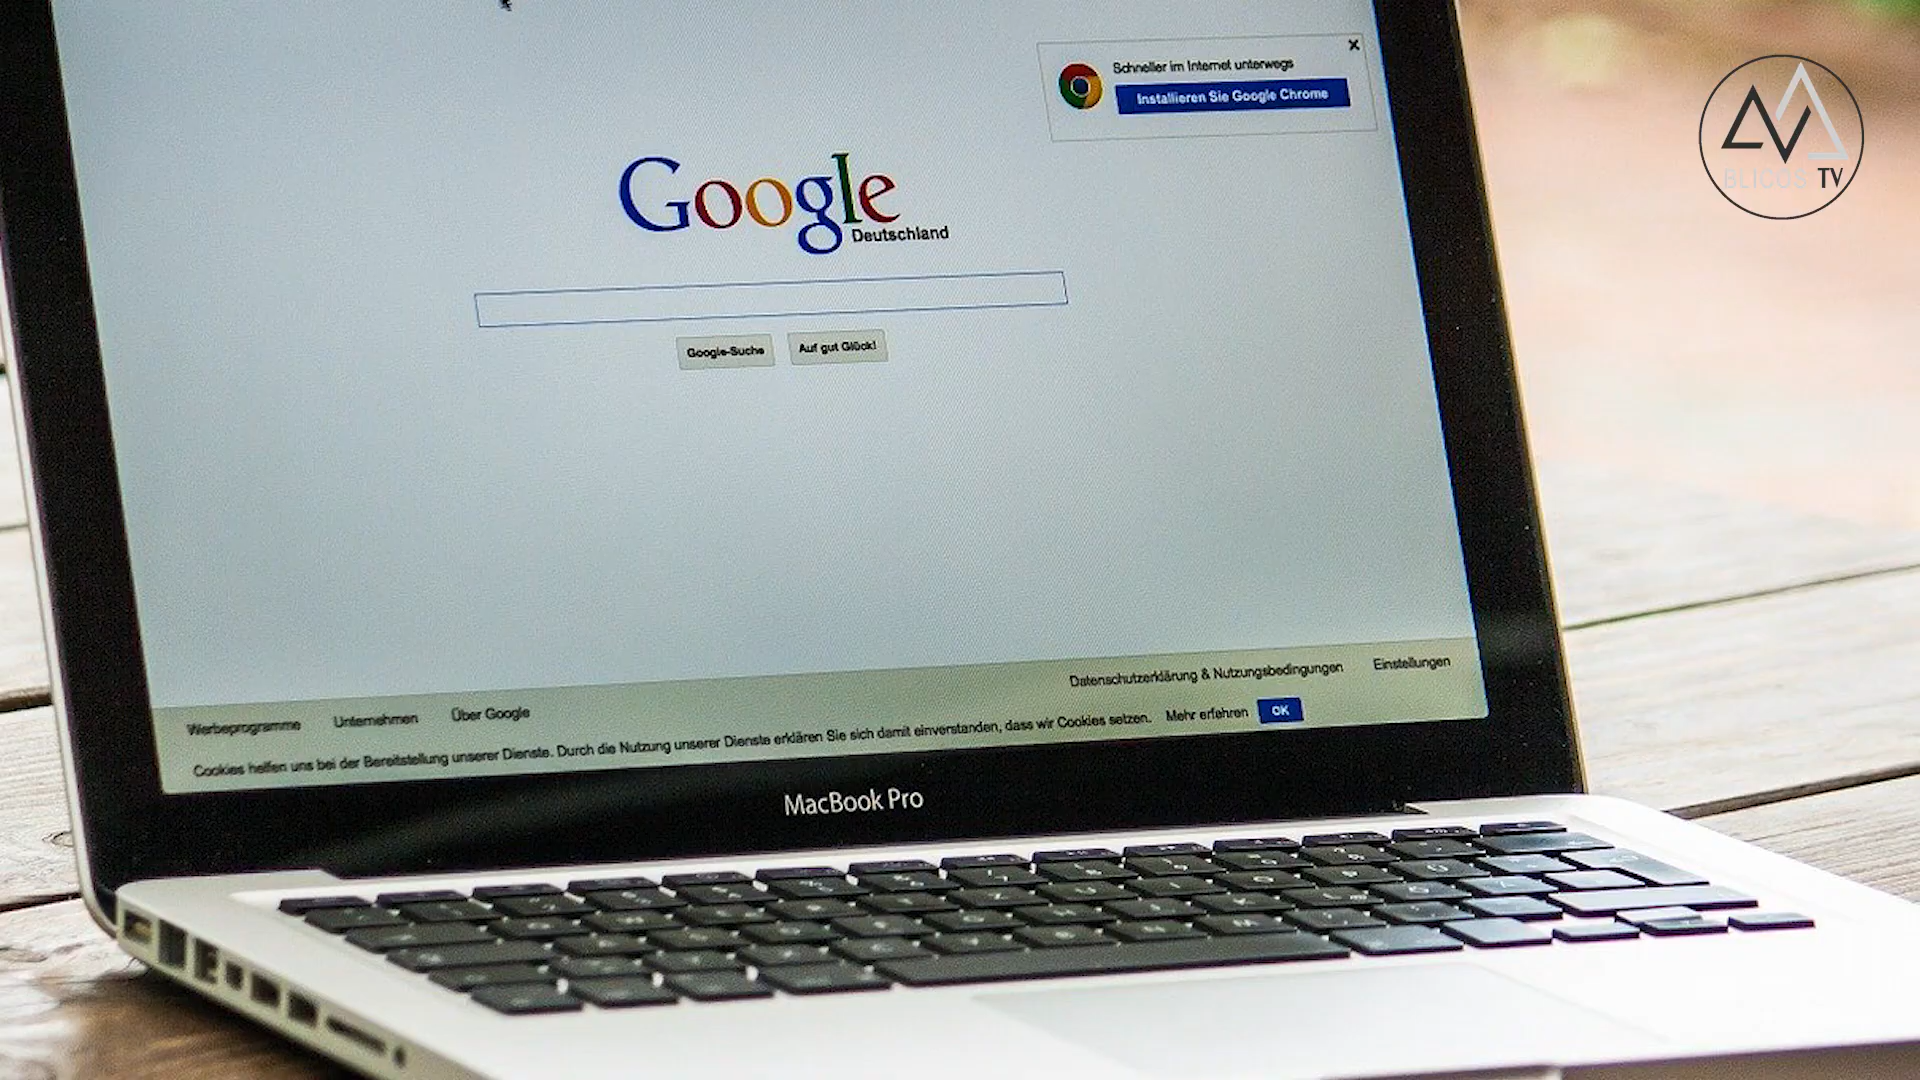 Schneller im Internet unterwegs
Installieren Sie Google Chrome
Google
Deutschland
Google-Suche
Auf gut Glück!
Datenschutzerklärung & Nutzungsbedingungen
Einstellungen
Werbeprogramme
Unternehmen
Über Google
Cookies helfen uns bei der Bereitstellung unserer Dienste. Durch die Nutzung unserer Dienste erklären Sie sich damit einverstanden, dass wir Cookies setzen.
Mehr erfahren
OK
MacBook Pro
TV